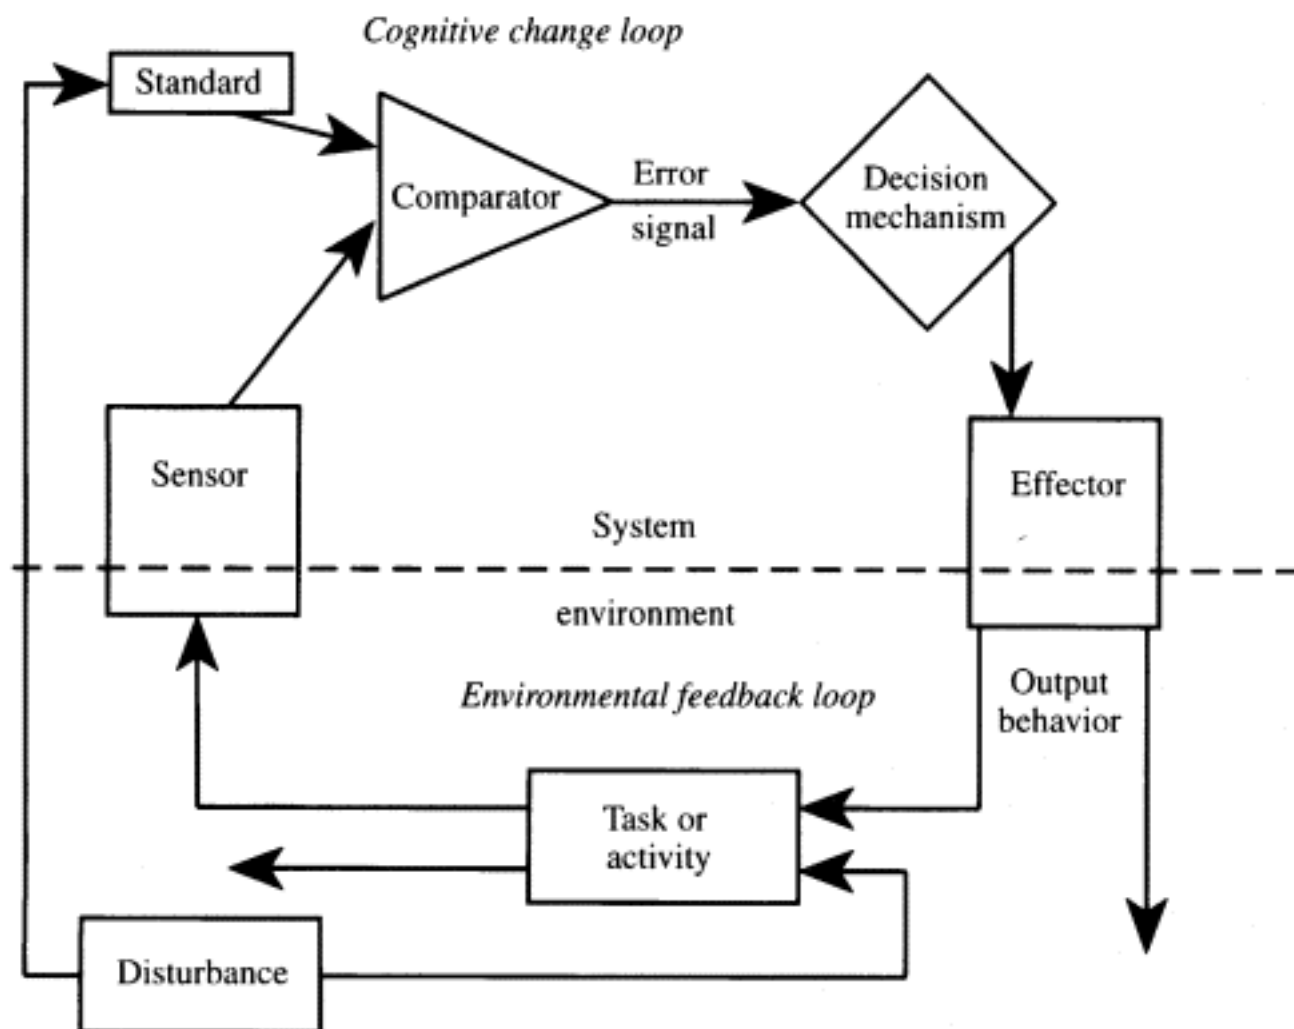 Cognitive change loop
Standard
Comparator
Error
signal
Decision
mechanism
Sensor
Effector
System
environment
Environmental feedback loop
Output
behavior
Task or
activity
Disturbance